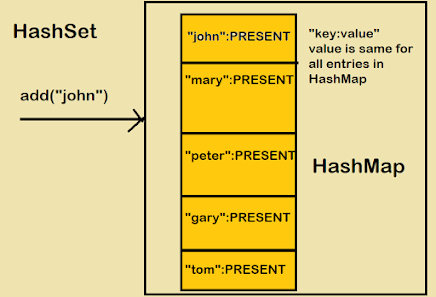 HashSet
add("john")
"john":PRESENT
"mary":PRESENT
"peter":PRESENT
"gary":PRESENT
"tom":PRESENT
"key:value"
value is same for
all entries in
HashMap
HashMap